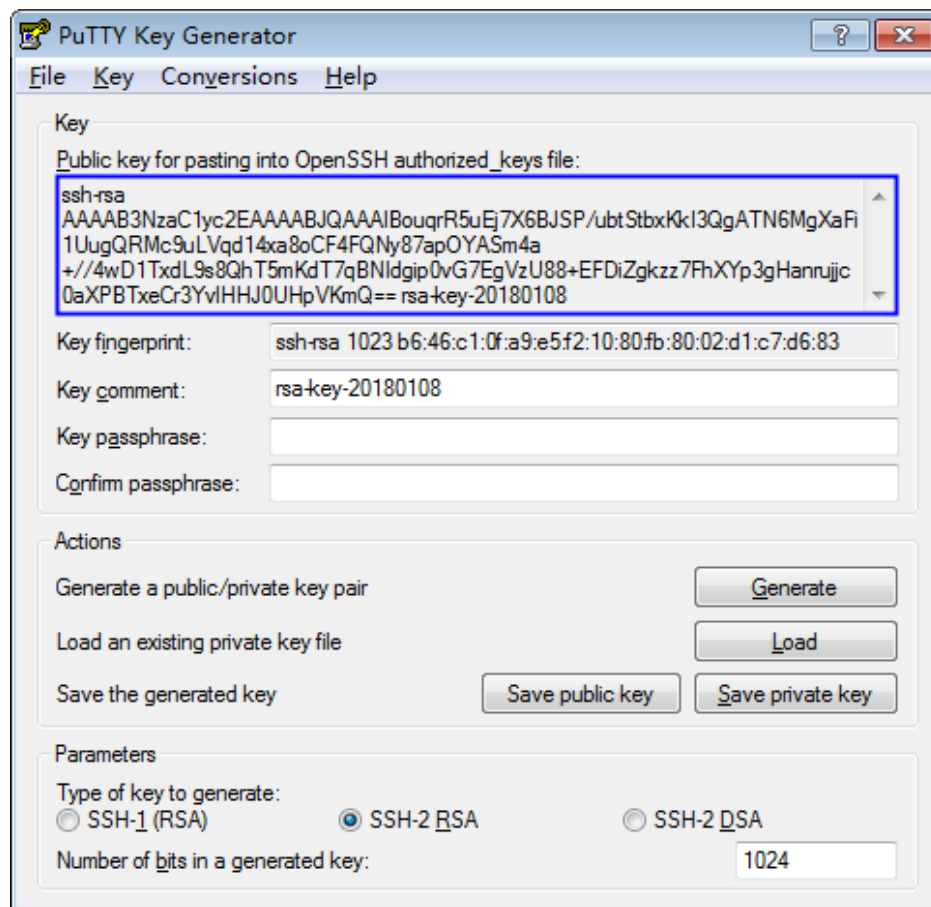 PuTTY Key Generator
File Key Conversions Help
Key
Public key for pasting into OpenSSH authorized_keys file:
ssh-rsa
AAAAB3NzaC1yc2EAAAABJQAAAIBouqrR5uEj7X6BJSP/ubtStbxKkI3QgATN6MgXaFi
1UugQRMc9uLVqd14xa8oCF4FQNy87apOYASm4a
+//4wD1TxdL9s8QhT5mKdT7qBNIdgip0vG7EgVzU88+EFDiZgkzz7FhXYp3gHanrujjc
0aXPBTxeCr3YvIHHJ0UHpVKmQ== rsa-key-20180108
Key fingerprint: ssh-rsa 1023 b6:46:c1:0f:a9:e5:f2:10:80:fb:80:02:d1:c7:d6:83
Key comment: rsa-key-20180108
Key passphrase:
Confirm passphrase:
Actions
Generate a public/private key pair Generate
Load an existing private key file Load
Save the generated key Save public key Save private key
Parameters
Type of key to generate:
SSH-1 (RSA) SSH-2 RSA SSH-2 DSA
Number of bits in a generated key: 1024